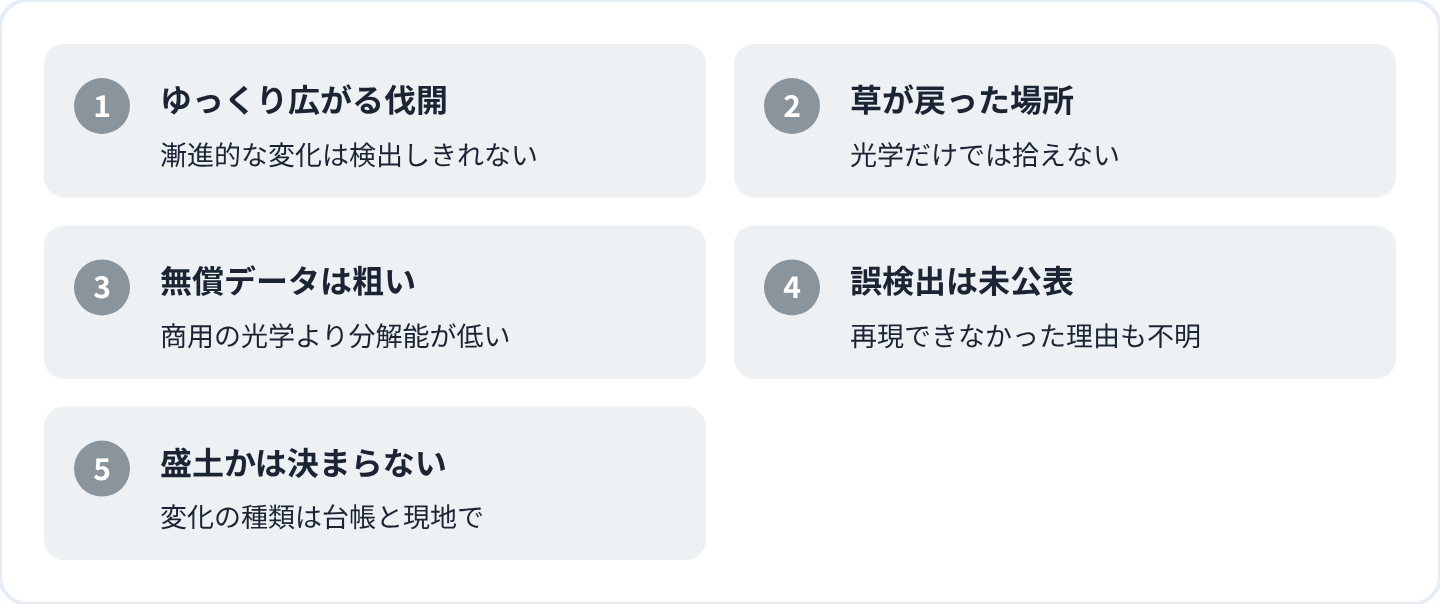 1
ゆっくり広がる伐開
漸進的な変化は検出しきれない
2
草が戻った場所
光学だけでは拾えない
3
無償データは粗い
商用の光学より分解能が低い
4
誤検出は未公表
再現できなかった理由も不明
5
盛土かは決まらない
変化の種類は台帳と現地で